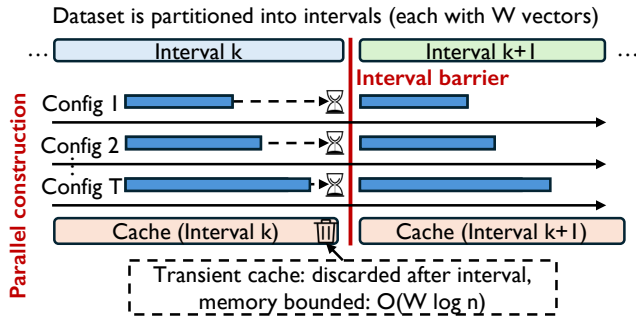 Dataset is partitioned into intervals (each with W vectors)
... Interval k Interval k+1 ...
Interval barrier
Parallel construction
Config 1
Config 2
⋮
Config T
Cache (Interval k) Cache (Interval k+1)
Transient cache: discarded after interval,
memory bounded: O(W log n)